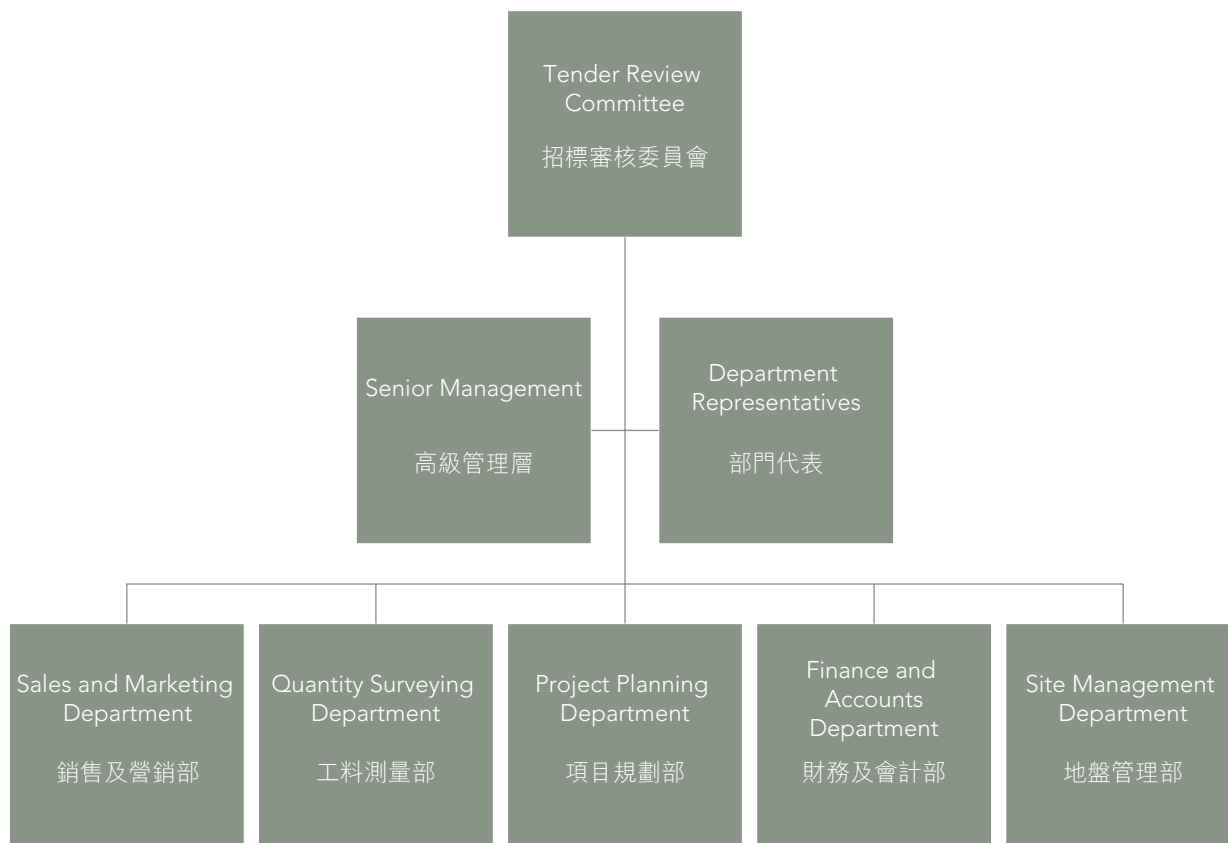 Tender Review
Committee
招標審核委員會
Senior Management
高級管理層
Department
Representatives
部門代表
Sales and Marketing
Department
銷售及營銷部
Quantity Surveying
Department
工料測量部
Project Planning
Department
項目規劃部
Finance and
Accounts
Department
財務及會計部
Site Management
Department
地盤管理部